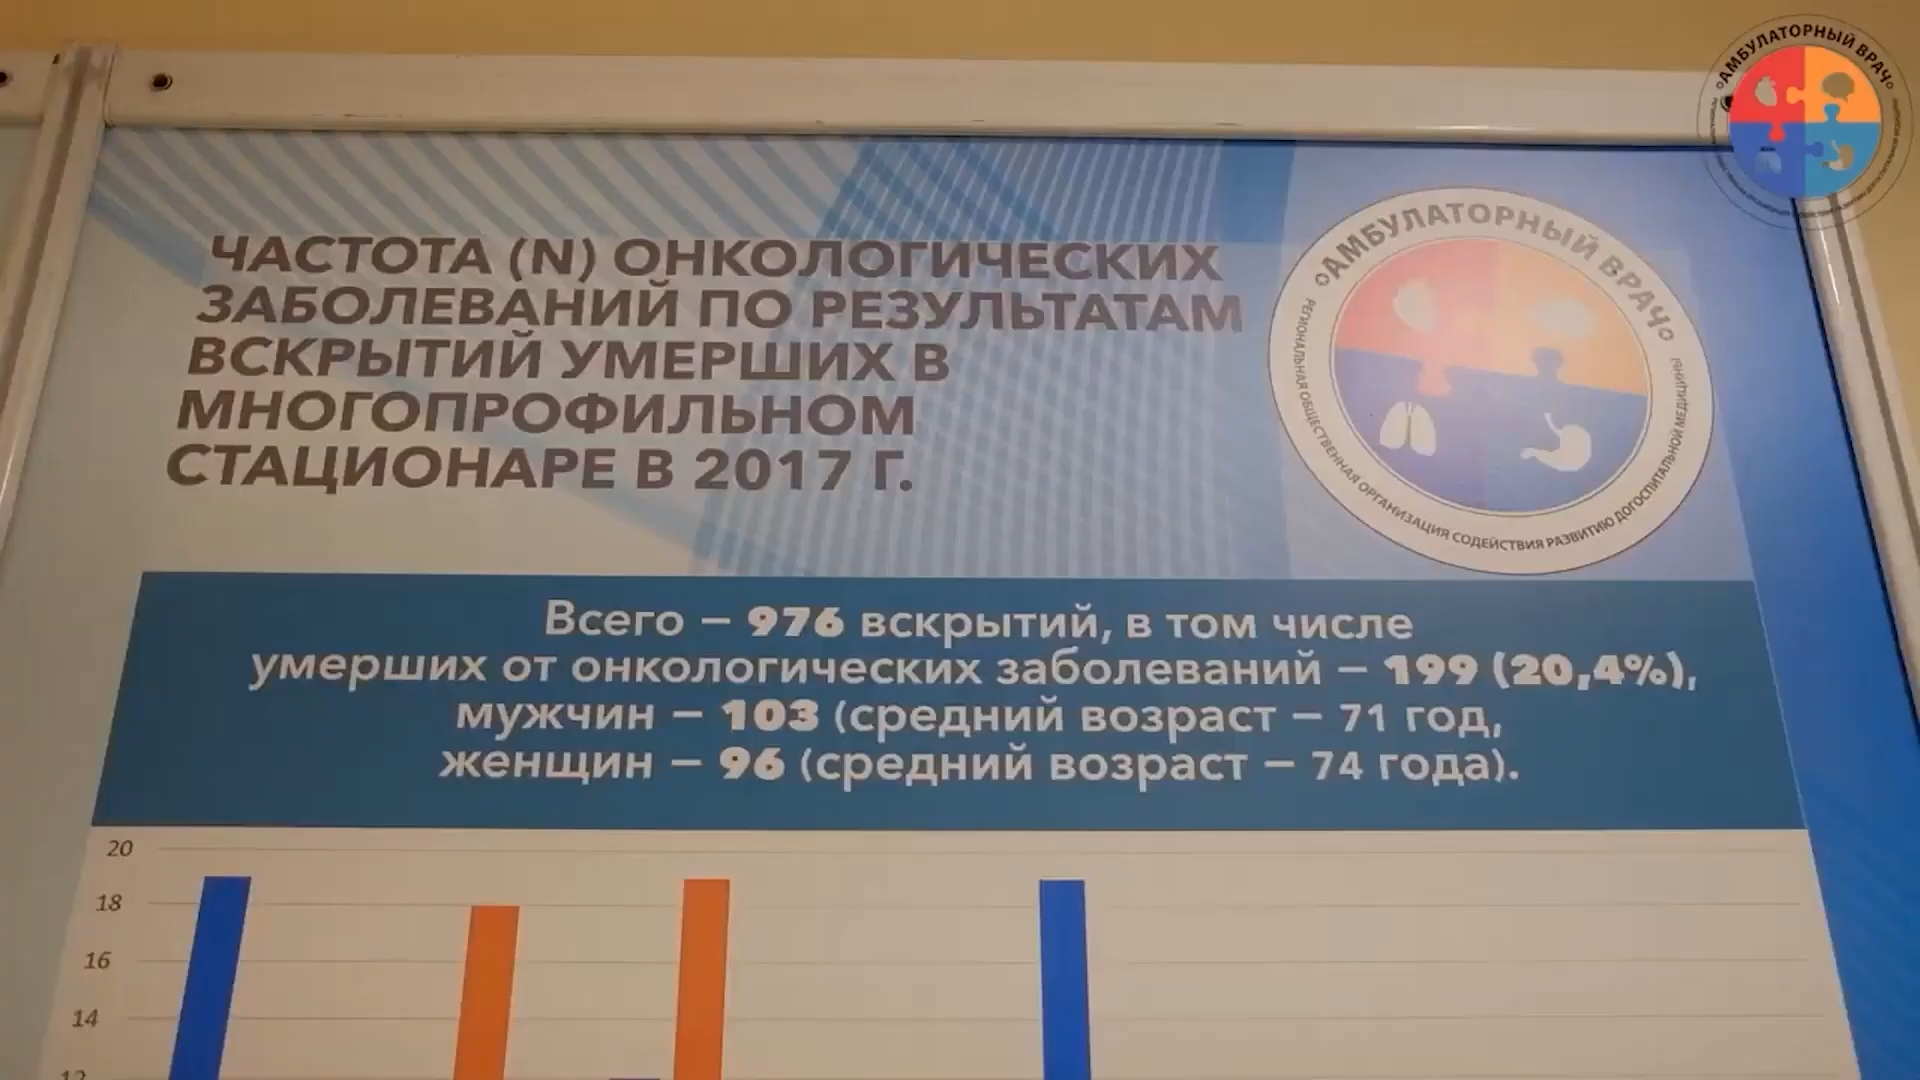 АМБУЛАТОРНЫЙ ВРАЧ
ЧАСТОТА (N) ОНКОЛОГИЧЕСКИХ
ЗАБОЛЕВАНИЙ ПО РЕЗУЛЬТАТАМ
ВСКРЫТИЙ УМЕРШИХ В
МНОГОПРОФИЛЬНОМ
СТАЦИОНАРЕ В 2017 Г.
АМБУЛАТОРНЫЙ ВРАЧ
РЕГИОНАЛЬНАЯ ОБЩЕСТВЕННАЯ ОРГАНИЗАЦИЯ СОДЕЙСТВИЯ РАЗВИТИЮ ДОГОСПИТАЛЬНОЙ МЕДИЦИНЫ
Всего – 976 вскрытий, в том числе
умерших от онкологических заболеваний – 199 (20,4%),
мужчин – 103 (средний возраст – 71 год,
женщин – 96 (средний возраст – 74 года).
20
18
16
14
12